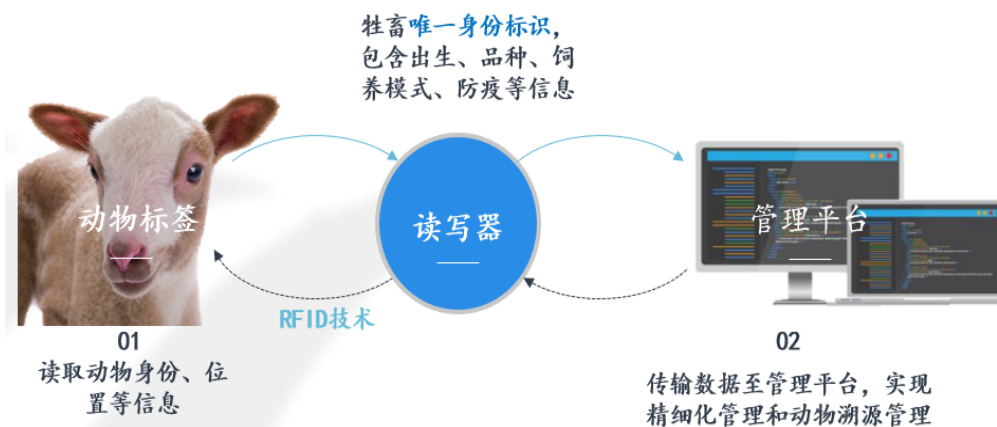 牲畜唯一身份标识，
包含出生、品种、饲
养模式、防疫等信息
动物标签
读写器
管理平台
RFID技术
01
读取动物身份、位
置等信息
02
传输数据至管理平台，实现
精细化管理和动物溯源管理